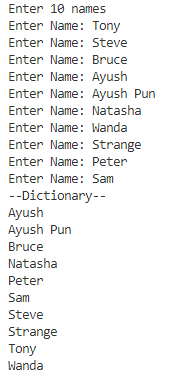 Enter 10 names
Enter Name: Tony
Enter Name: Steve
Enter Name: Bruce
Enter Name: Ayush
Enter Name: Ayush Pun
Enter Name: Natasha
Enter Name: Wanda
Enter Name: Strange
Enter Name: Peter
Enter Name: Sam
--Dictionary--
Ayush
Ayush Pun
Bruce
Natasha
Peter
Sam
Steve
Strange
Tony
Wanda